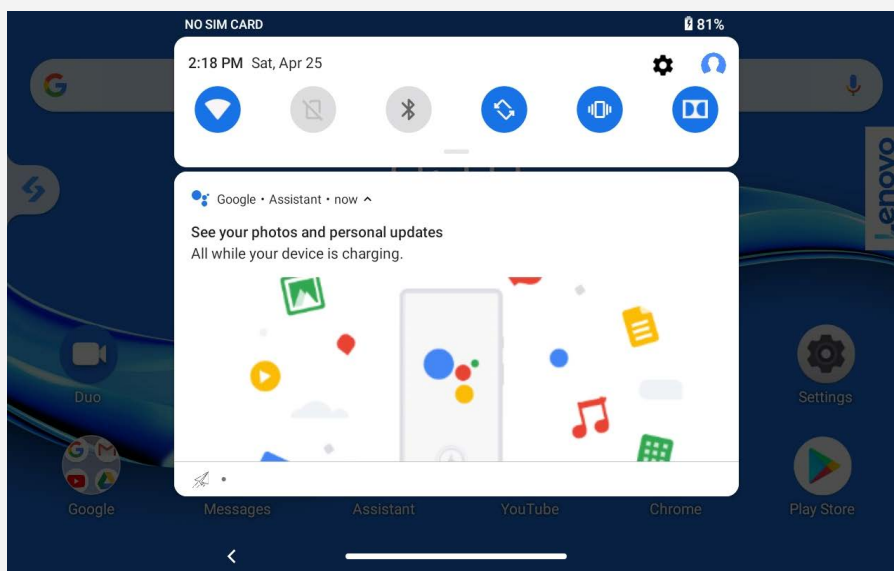 NO SIM CARD 81%
2:18 PM Sat, Apr 25
Google • Assistant • now
See your photos and personal updates
All while your device is charging.
Lenovo
Duo
Settings
Google Messages Assistant YouTube Chrome Play Store